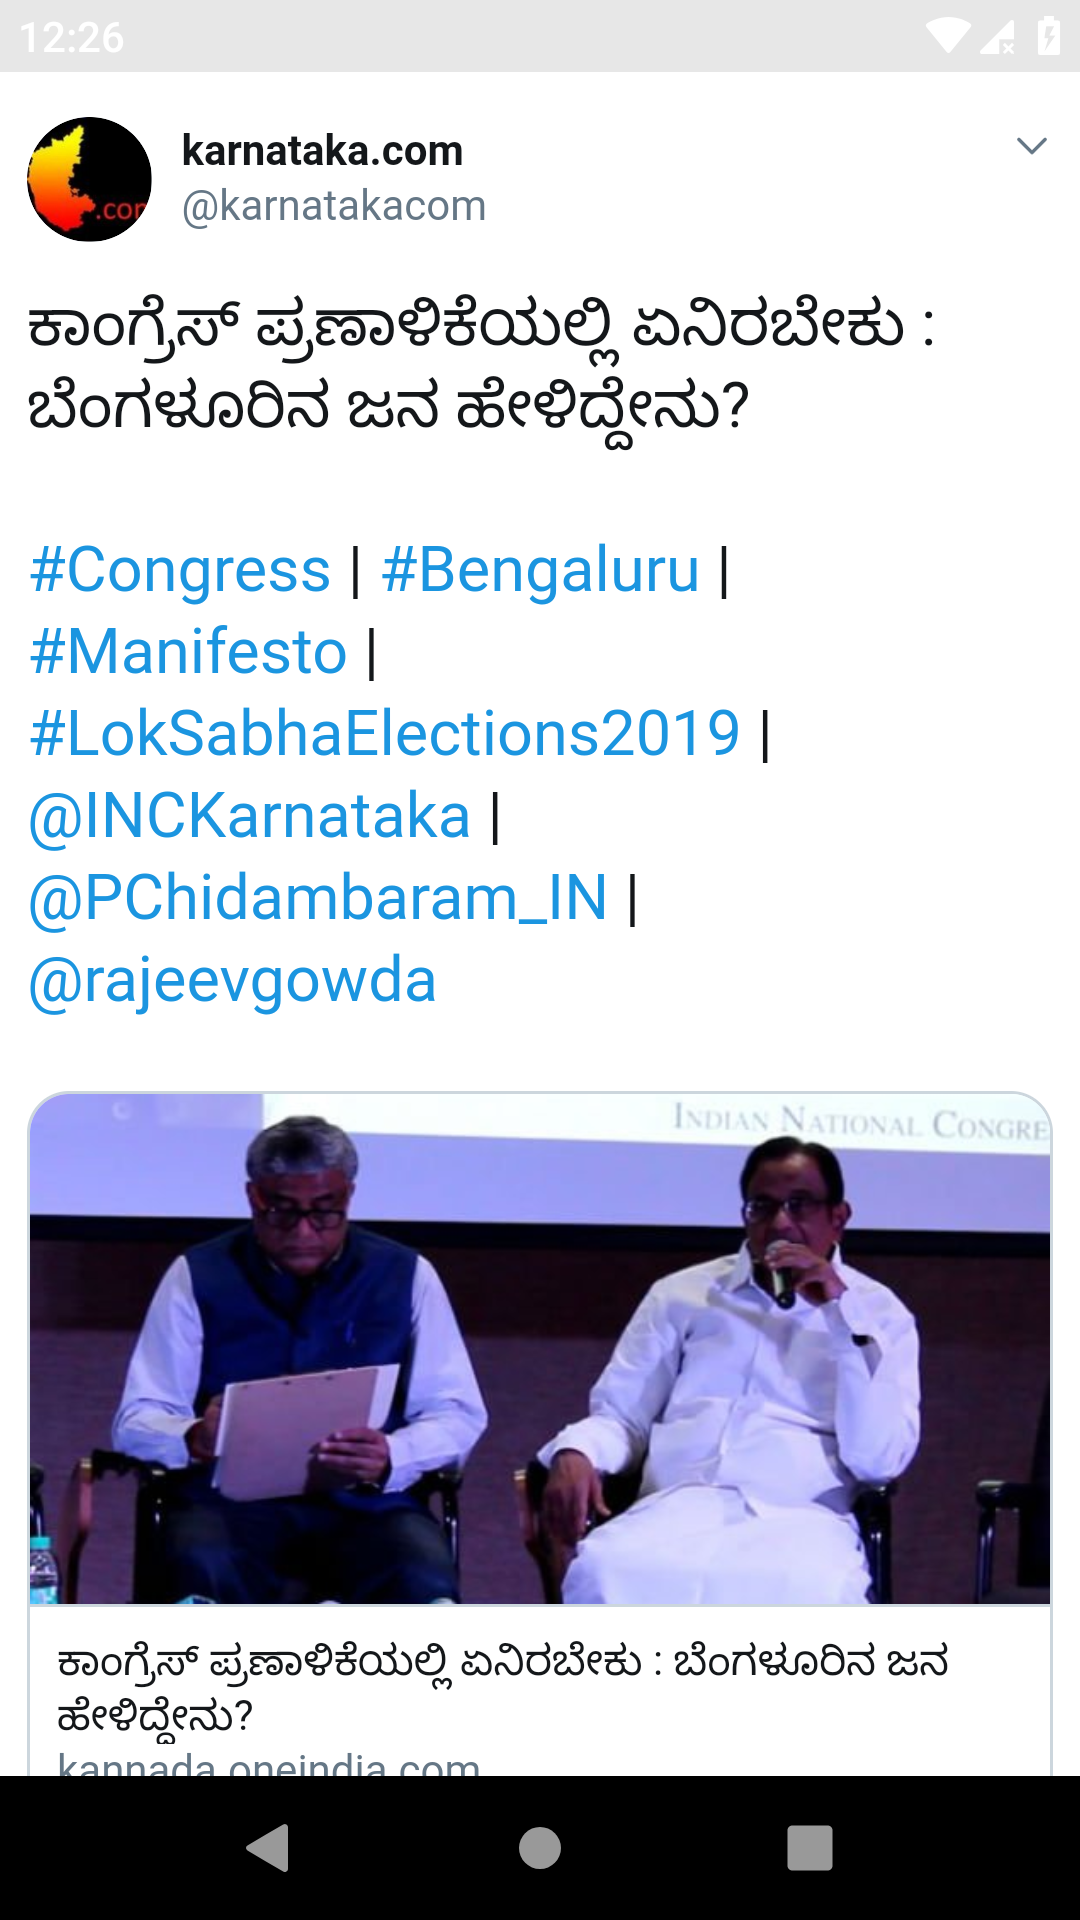 12:26
karnataka.com
@karnatakacom
ಕಾಂಗ್ರೆಸ್ ಪ್ರಣಾಳಿಕೆಯಲ್ಲಿ ಏನಿರಬೇಕು :
ಬೆಂಗಳೂರಿನ ಜನ ಹೇಳಿದ್ದೇನು?
#Congress | #Bengaluru |
#Manifesto |
#LokSabhaElections2019 |
@INCKarnataka |
@PChidambaram_IN |
@rajeevgowda
INDIAN NATIONAL CONGRE
ಕಾಂಗ್ರೆಸ್ ಪ್ರಣಾಳಿಕೆಯಲ್ಲಿ ಏನಿರಬೇಕು : ಬೆಂಗಳೂರಿನ ಜನ
ಹೇಳಿದ್ದೇನು?
kannada.oneindia.com